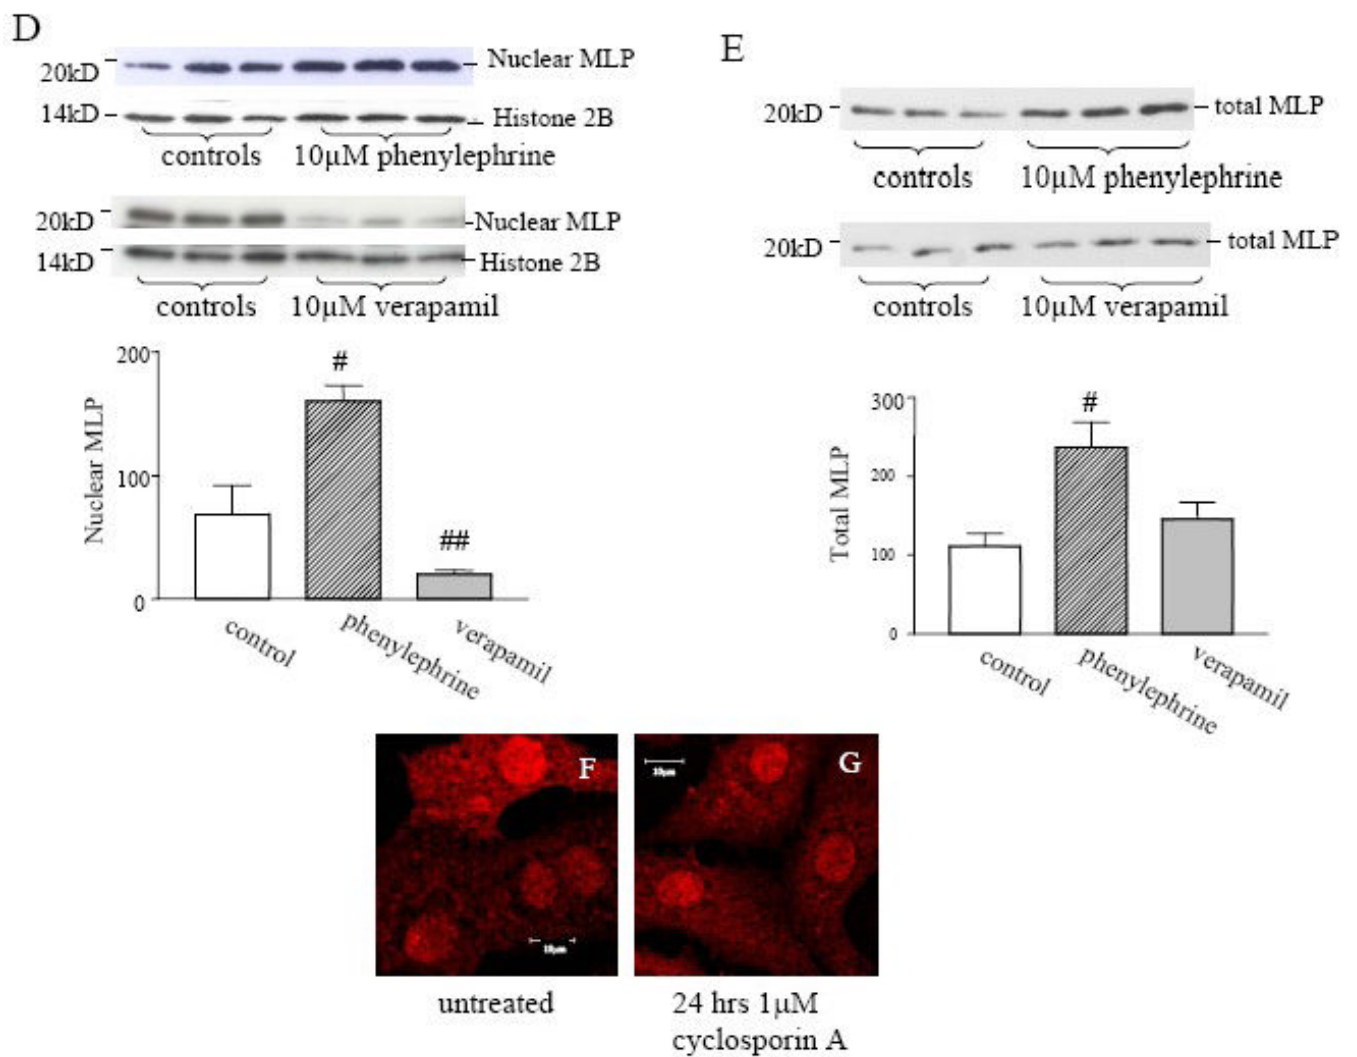 D
20kD
Nuclear MLP
14kD
Histone 2B
controls
10µM phenylephrine
20kD
Nuclear MLP
14kD
Histone 2B
controls
10µM verapamil
200
100
0
Nuclear MLP
#
##
control
phenylephrine
verapamil
E
20kD
total MLP
controls
10µM phenylephrine
20kD
total MLP
controls
10µM verapamil
300
200
100
0
Total MLP
#
control
phenylephrine
verapamil
F
10µm
untreated
G
10µm
24 hrs 1µM
cyclosporin A